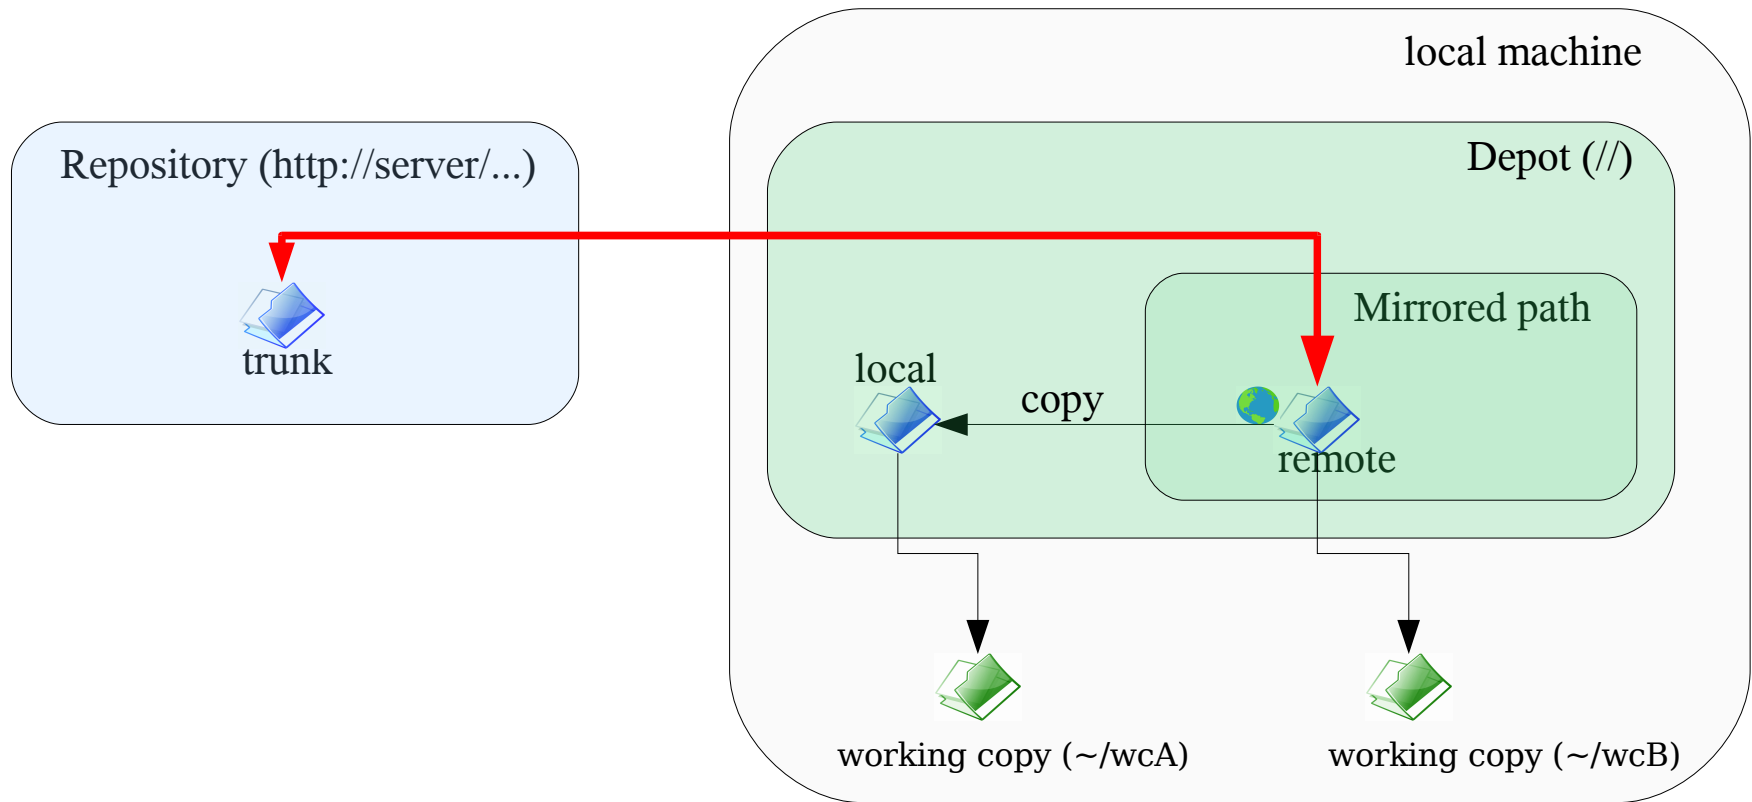 local machine
Repository (http://server/...)
Depot (//)
Mirrored path
trunk
local
copy
remote
working copy (~/wcA)
working copy (~/wcB)